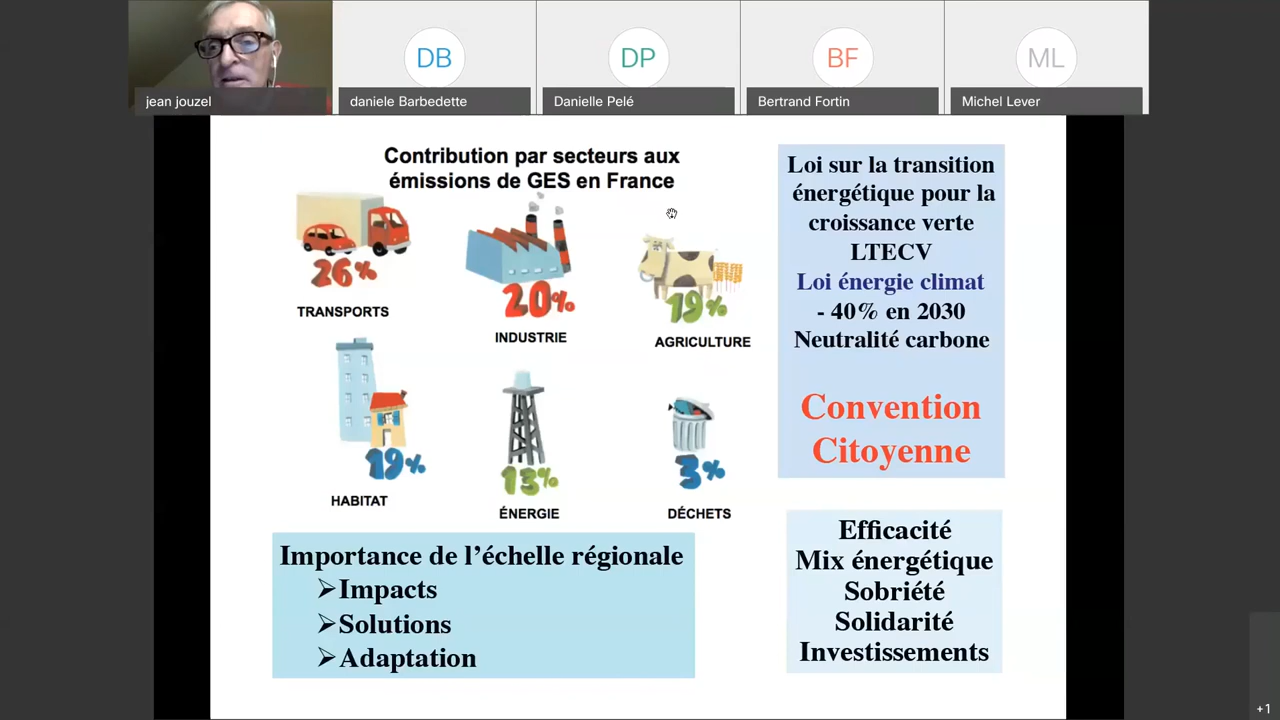 DB
DP
BF
ML
jean jouzel
daniele Barbedette
Danielle Pelé
Bertrand Fortin
Michel Lever
Contribution par secteurs aux
émissions de GES en France
26%
TRANSPORTS
20%
INDUSTRIE
19%
AGRICULTURE
19%
HABITAT
13%
ÉNERGIE
3%
DÉCHETS
Loi sur la transition
énergétique pour la
croissance verte
LTECV
Loi énergie climat
- 40% en 2030
Neutralité carbone
Convention
Citoyenne
Importance de l’échelle régionale
➢Impacts
➢Solutions
➢Adaptation
Efficacité
Mix énergétique
Sobriété
Solidarité
Investissements
+1